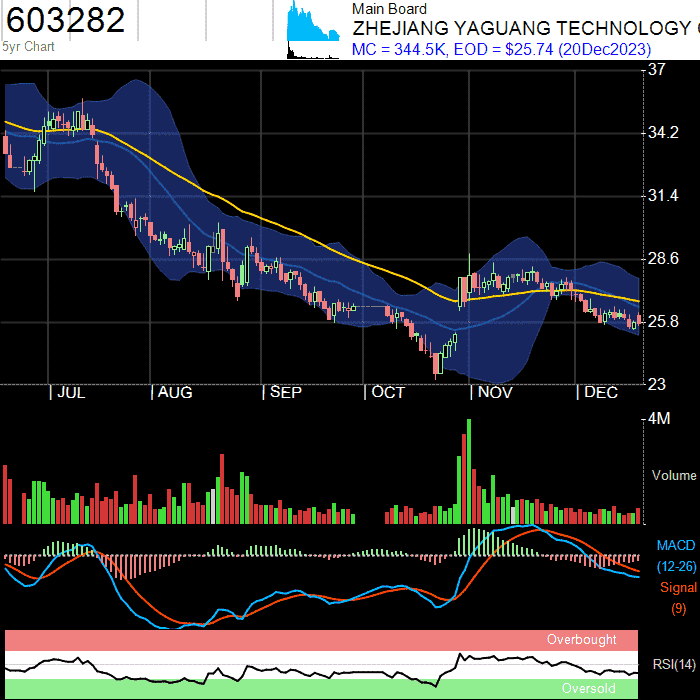 603282
5yr Chart
Main Board
ZHEJIANG YAGUANG TECHNOLOGY
MC = 344.5K, EOD = $25.74 (20Dec2023)
37
34.2
31.4
28.6
25.8
23
JUL AUG SEP OCT NOV DEC
4M
Volume
MACD
(12-26)
Signal
(9)
Overbought
RSI(14)
Oversold